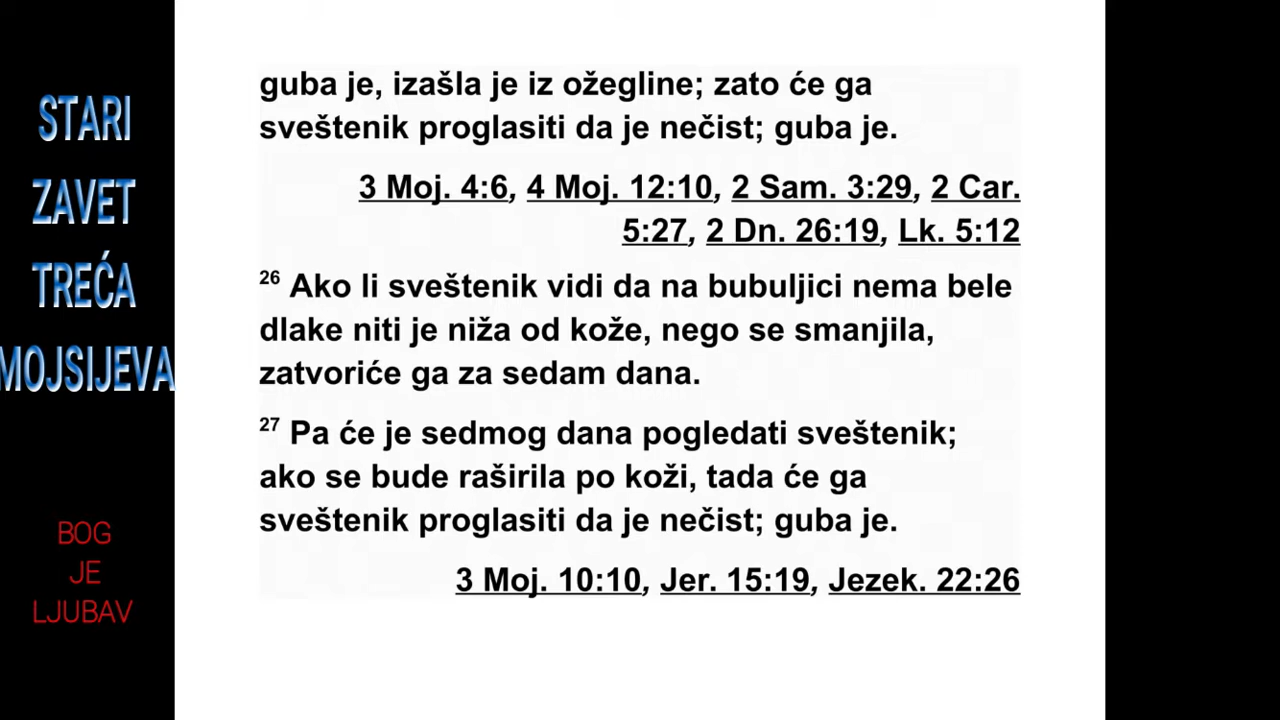 STARI
ZAVET
TREĆA
MOJSIJEVA
BOG
JE
LJUBAV
guba je, izašla je iz ožegline; zato će ga
sveštenik proglasiti da je nečist; guba je.
3 Moj. 4:6, 4 Moj. 12:10, 2 Sam. 3:29, 2 Car.
5:27, 2 Dn. 26:19, Lk. 5:12
26 Ako li sveštenik vidi da na bubuljici nema bele
dlake niti je niža od kože, nego se smanjila,
zatvoriće ga za sedam dana.
27 Pa će je sedmog dana pogledati sveštenik;
ako se bude raširila po koži, tada će ga
sveštenik proglasiti da je nečist; guba je.
3 Moj. 10:10, Jer. 15:19, Jezek. 22:26